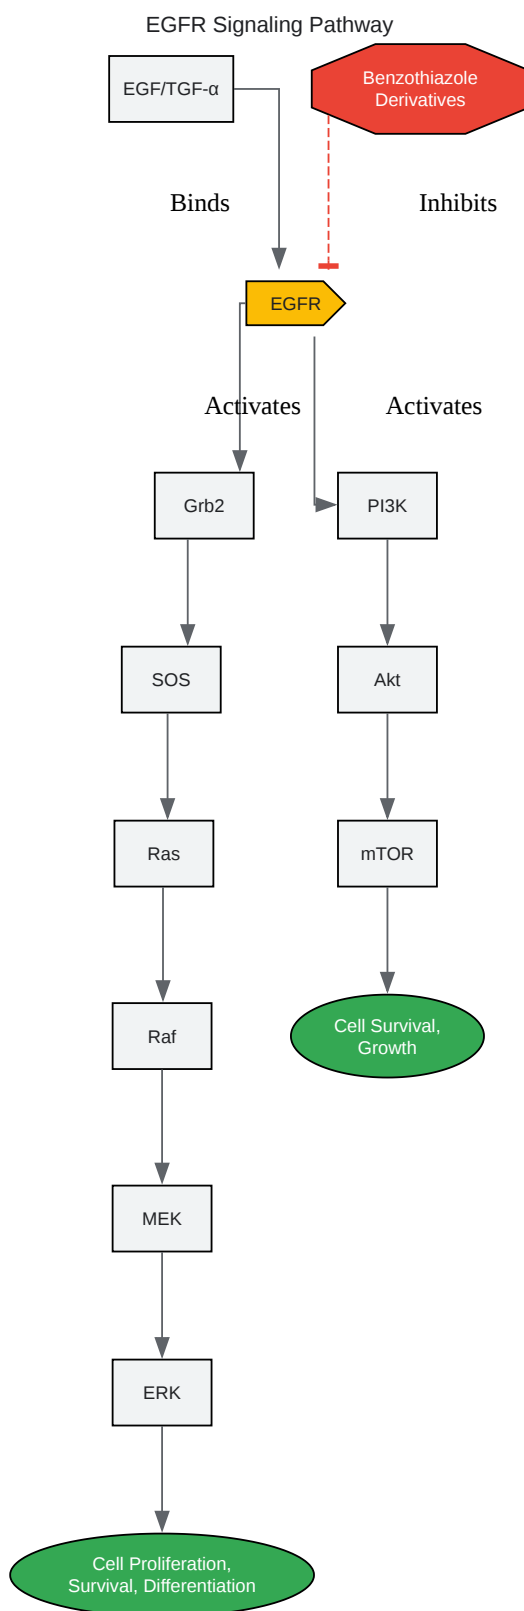 EGFR Signaling Pathway
EGF/TGF-α
Benzothiazole
Derivatives
Binds
Inhibits
EGFR
Activates
Activates
Grb2
PI3K
SOS
Akt
Ras
mTOR
Raf
Cell Survival,
Growth
MEK
ERK
Cell Proliferation,
Survival, Differentiation